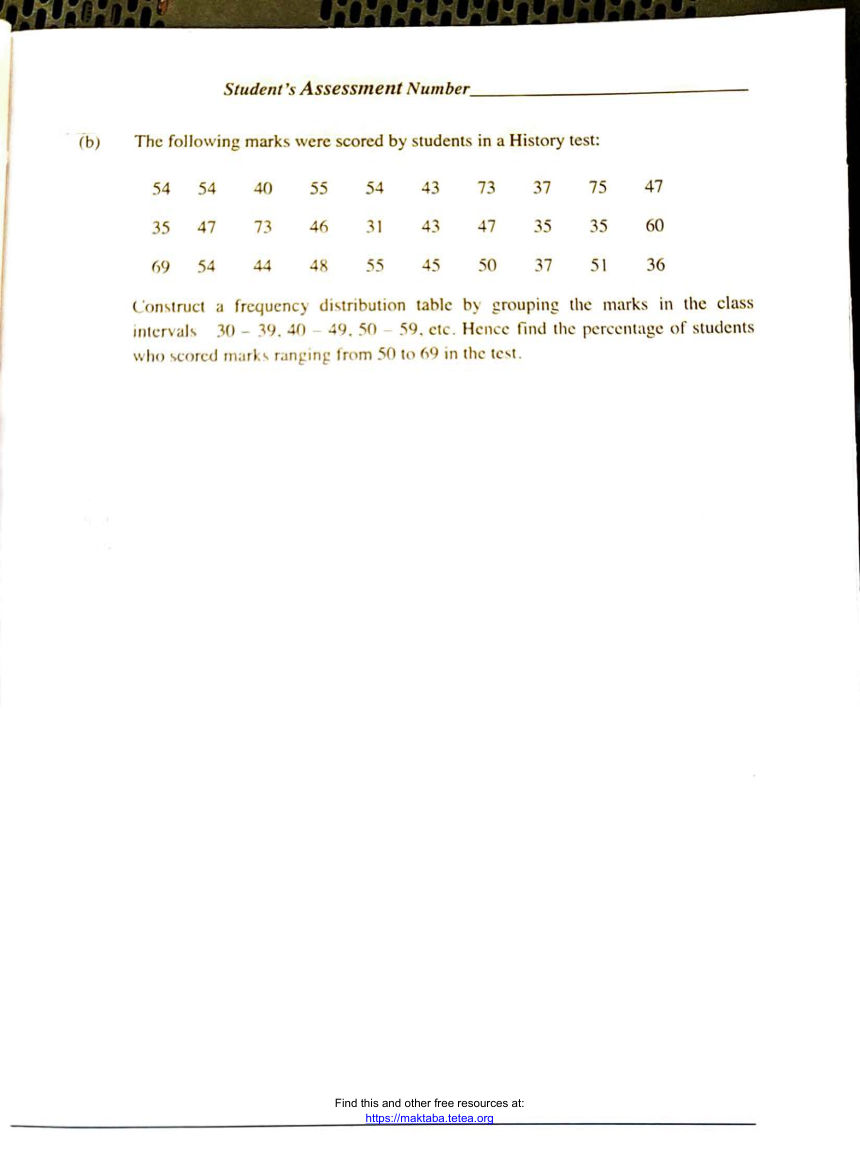 Student's Assessment Number
(b) The following marks were scored by students in a History test:
54 54 40 55 54 43 73 37 75 47
35 47 73 46 31 43 47 35 35 60
69 54 44 48 55 45 50 37 51 36
Construct a frequency distribution table by grouping the marks in the class
intervals 30 – 39, 40 – 49, 50 – 59, etc. Hence find the percentage of students
who scored marks ranging from 50 to 69 in the test.
Find this and other free resources at:
https://maktaba.tetea.org